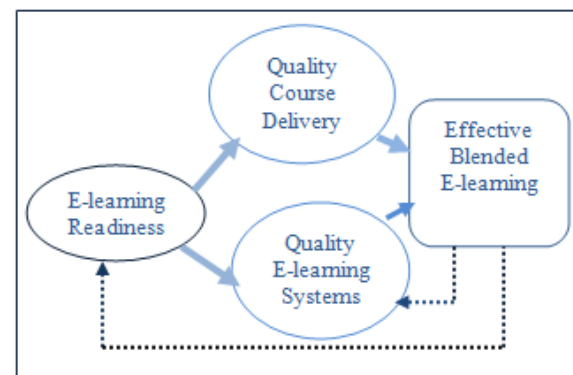 Quality
Course
Delivery
Effective
Blended
E-learning
E-learning
Readiness
Quality
E-learning
Systems